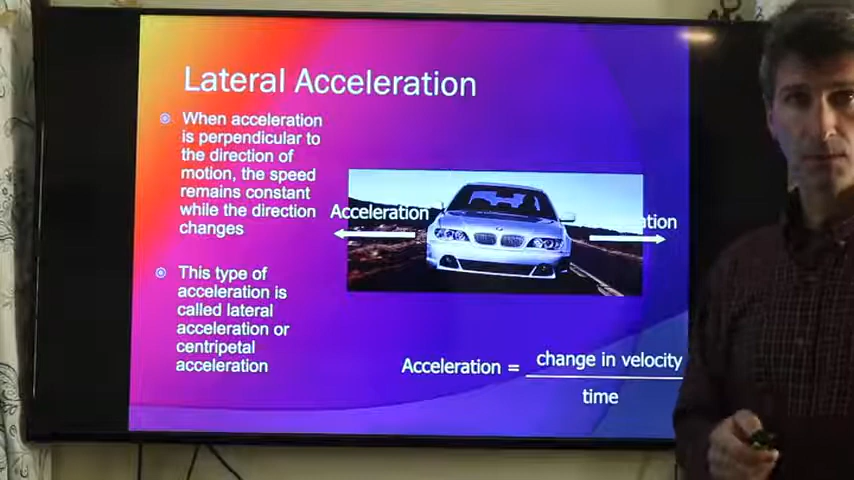 Lateral Acceleration
When acceleration
is perpendicular to
the direction of
motion, the speed
remains constant
while the direction
changes
This type of
acceleration is
called lateral
acceleration or
centripetal
acceleration
Acceleration
ation
Acceleration = change in velocity
time